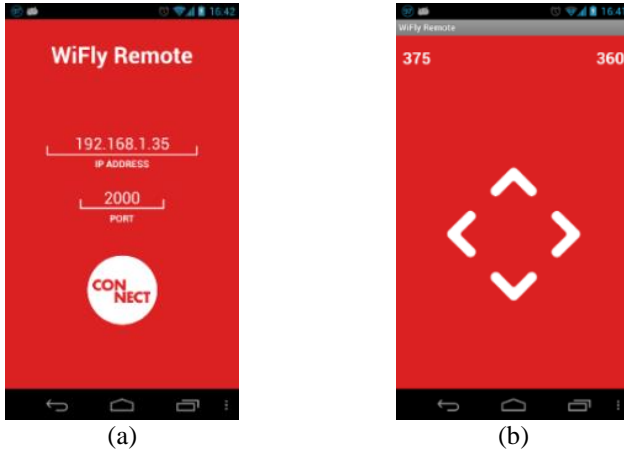 16:42
WiFly Remote
192.168.1.35
IP ADDRESS
2000
PORT
CON
NECT
(a)
16:41
WiFly Remote
375 360
(b)